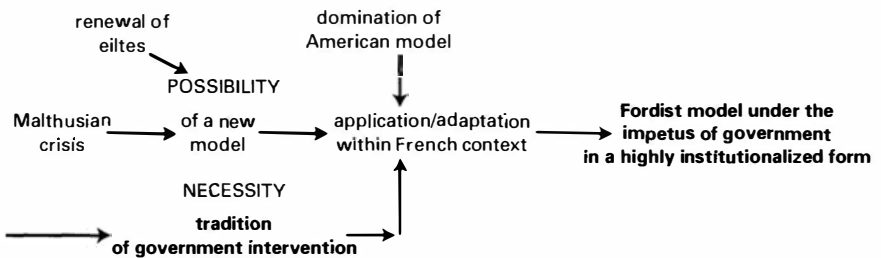 renewal of
eiltes
domination of
American model
POSSIBILITY
Malthusian
crisis
of a new
model
application/adaptation
within French context
Fordist model under the
impetus of government
in a highly institutionalized form
NECESSITY
tradition
of government intervention